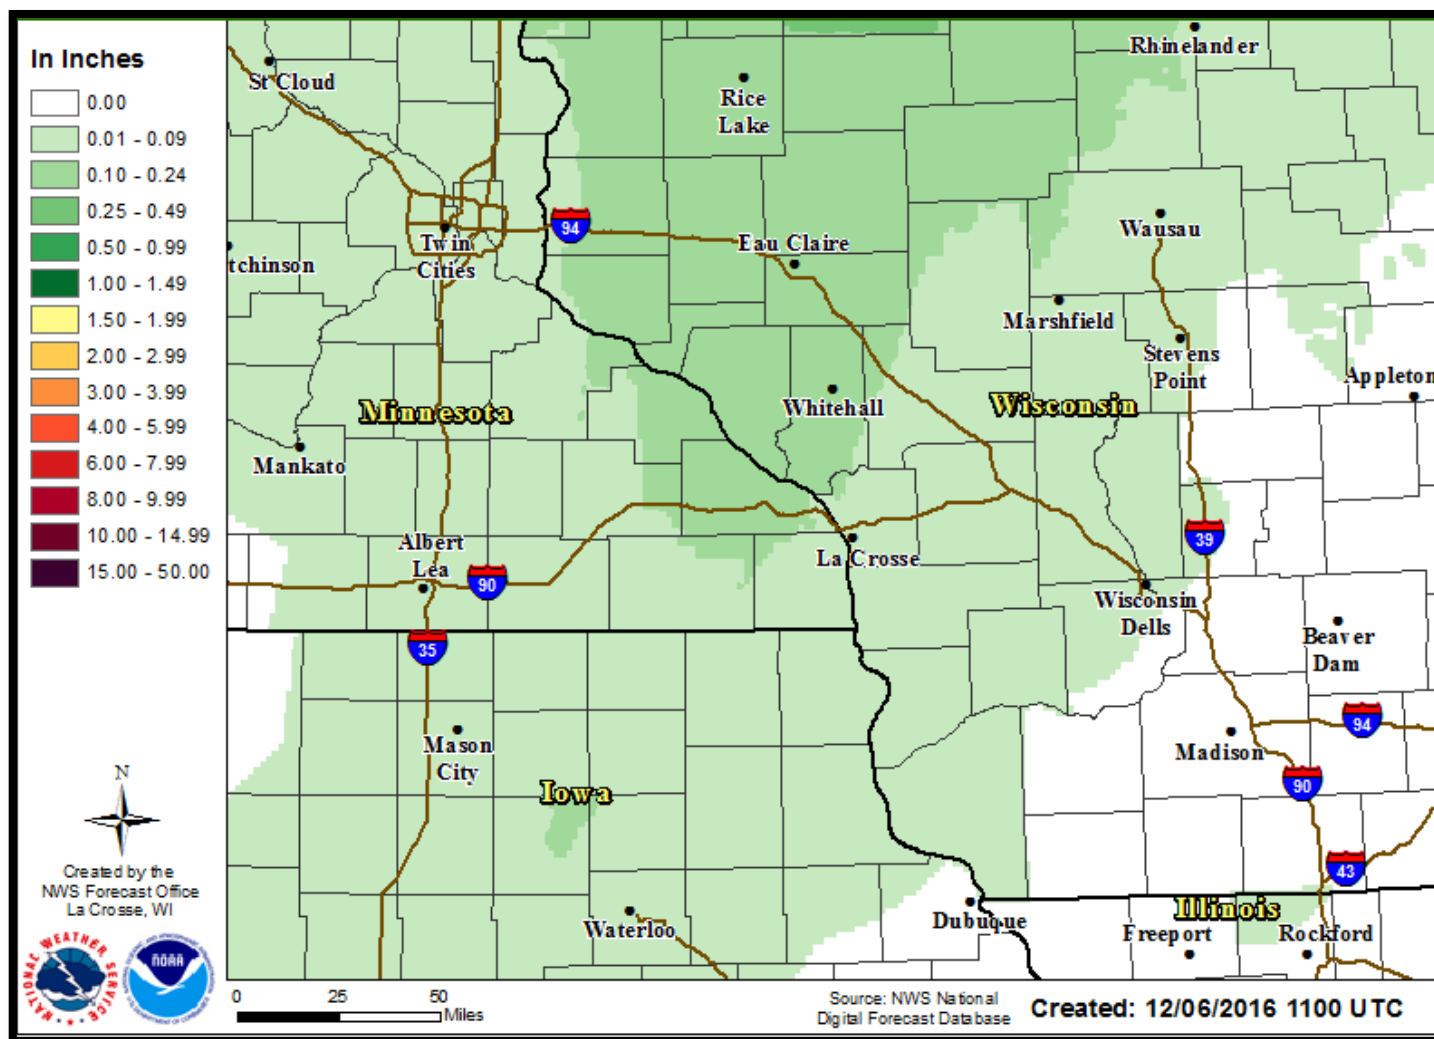 In Inches
0.00
0.01 - 0.09
0.10 - 0.24
0.25 - 0.49
0.50 - 0.99
1.00 - 1.49
1.50 - 1.99
2.00 - 2.99
3.00 - 3.99
4.00 - 5.99
6.00 - 7.99
8.00 - 9.99
10.00 - 14.99
15.00 - 50.00
St Cloud
Rice
Lake
Rhinelander
94
Twin
Cities
tchinson
Eau Claire
Wausau
Marshfield
Stevens
Point
Appleton
Minnesota
Whitehall
Wisconsin
Mankato
Albert
Lea
90
La Crosse
39
Wisconsin
Dells
Beaver
Dam
35
Mason
City
Iowa
94
Madison
90
43
Illinois
Waterloo
Dubuque
Freeport
Rockford
N
Created by the
NWS Forecast Office
La Crosse, WI
NATIONAL WEATHER SERVICE
NOAA
0 25 50
Miles
Source: NWS National
Digital Forecast Database
Created: 12/06/2016 1100 UTC